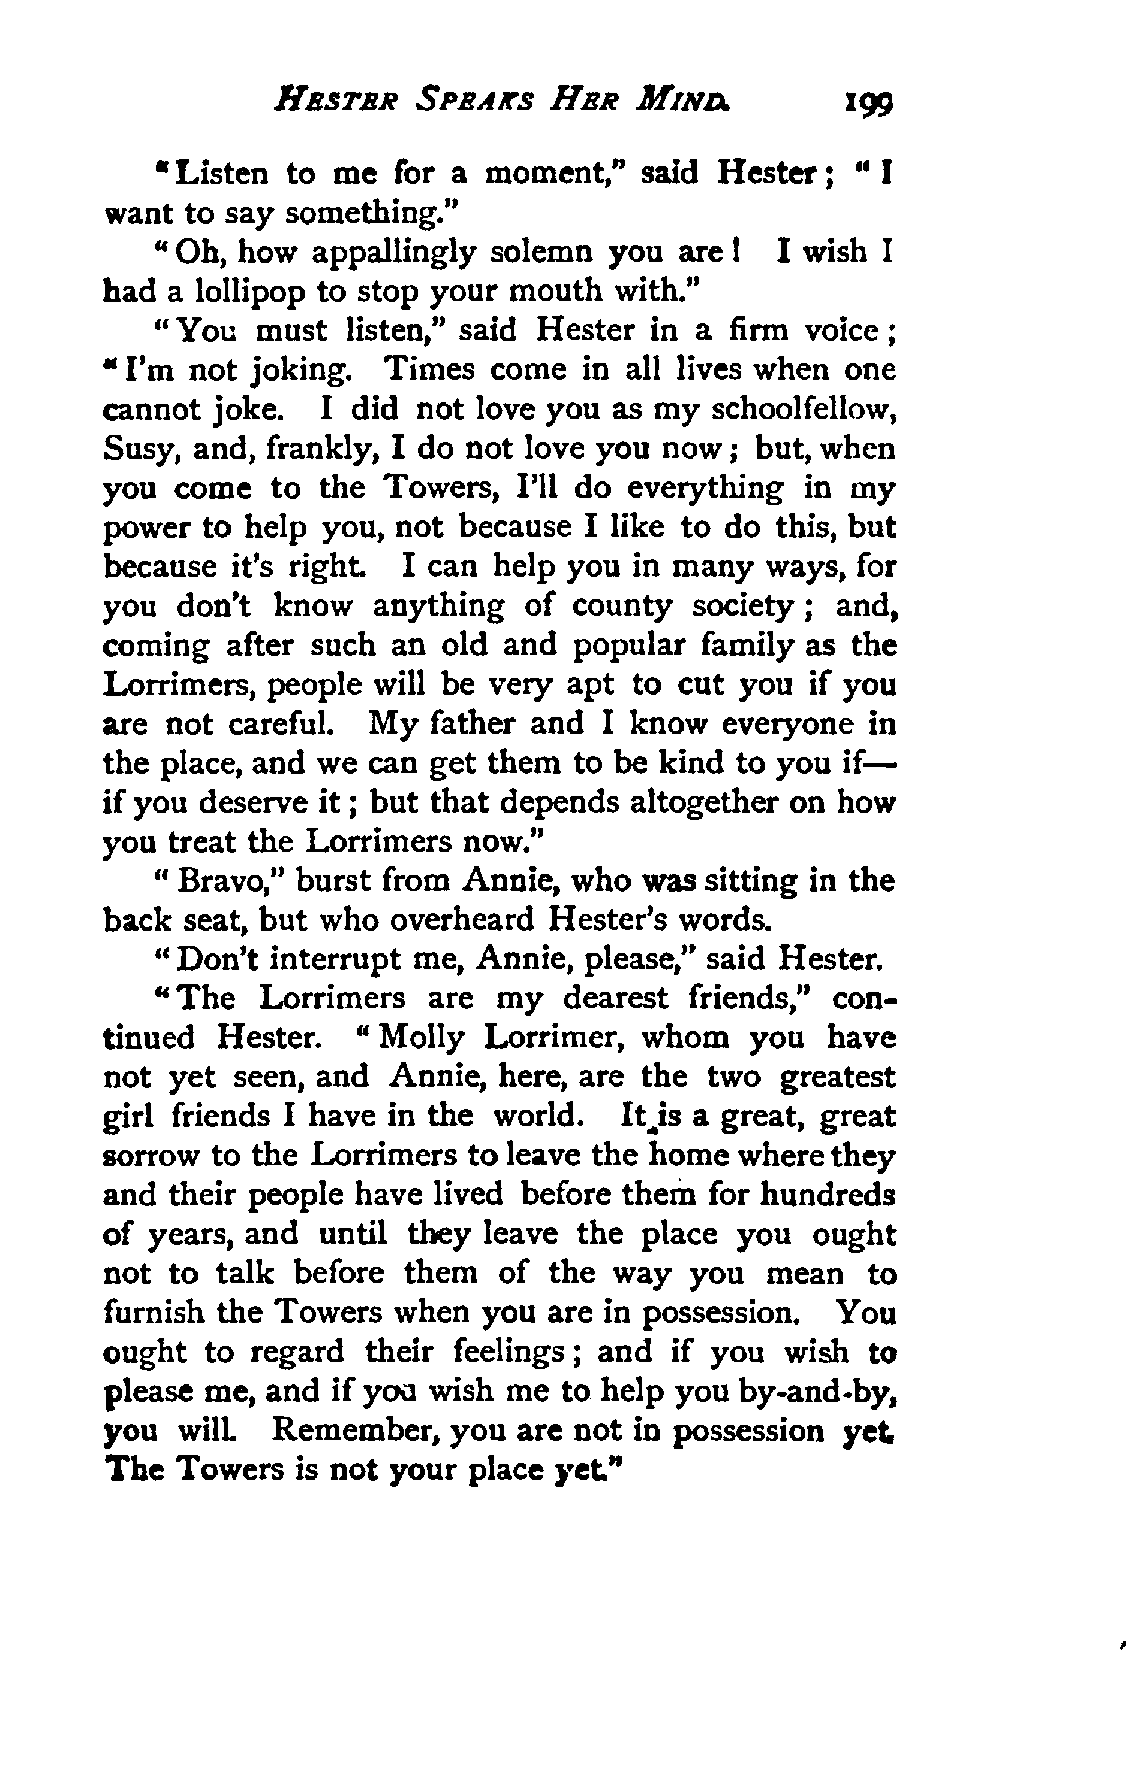 HESTER SPEAKS HER MIND. 199
"Listen to me for a moment," said Hester; "I
want to say something."
"Oh, how appallingly solemn you are! I wish I
had a lollipop to stop your mouth with."
"You must listen," said Hester in a firm voice;
"I'm not joking. Times come in all lives when one
cannot joke. I did not love you as my schoolfellow,
Susy, and, frankly, I do not love you now; but, when
you come to the Towers, I'll do everything in my
power to help you, not because I like to do this, but
because it's right. I can help you in many ways, for
you don't know anything of county society; and,
coming after such an old and popular family as the
Lorrimers, people will be very apt to cut you if you
are not careful. My father and I know everyone in
the place, and we can get them to be kind to you if—
if you deserve it; but that depends altogether on how
you treat the Lorrimers now."
"Bravo," burst from Annie, who was sitting in the
back seat, but who overheard Hester's words.
"Don't interrupt me, Annie, please," said Hester.
"The Lorrimers are my dearest friends," con-
tinued Hester. "Molly Lorrimer, whom you have
not yet seen, and Annie, here, are the two greatest
girl friends I have in the world. It is a great, great
sorrow to the Lorrimers to leave the home where they
and their people have lived before them for hundreds
of years, and until they leave the place you ought
not to talk before them of the way you mean to
furnish the Towers when you are in possession. You
ought to regard their feelings; and if you wish to
please me, and if you wish me to help you by-and-by,
you will. Remember, you are not in possession yet.
The Towers is not your place yet."